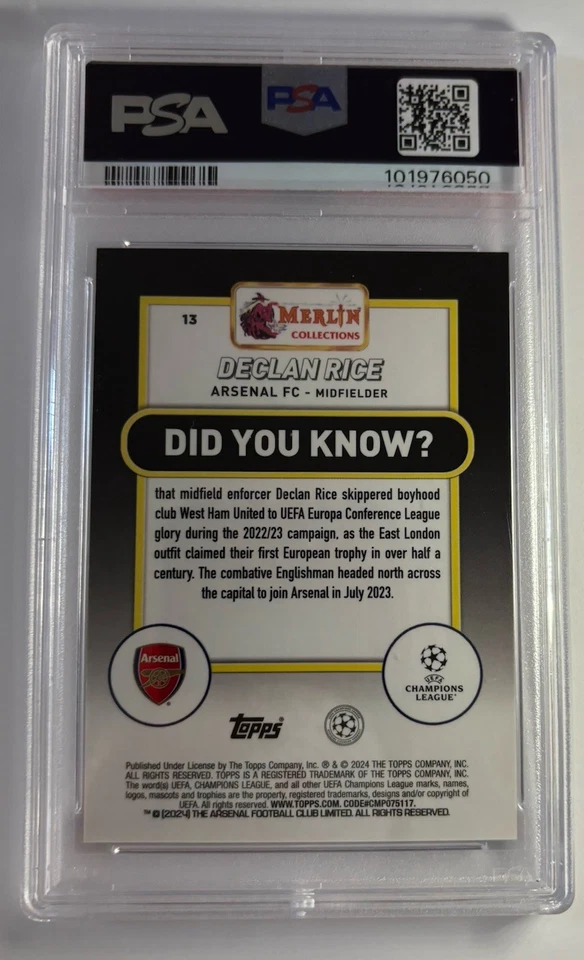 PSA
PSA
101976050
MERLIN
COLLECTIONS
13
DECLAN RICE
ARSENAL FC - MIDFIELDER
DID YOU KNOW?
that midfield enforcer Declan Rice skippered boyhood
club West Ham United to UEFA Europa Conference League
glory during the 2022/23 campaign, as the East London
outfit claimed their first European trophy in over half a
century. The combative Englishman headed north across
the capital to join Arsenal in July 2023.
Arsenal
UEFA
CHAMPIONS
LEAGUE
topps
Published Under License by The Topps Company, Inc. ® & © 2024 THE TOPPS COMPANY, INC.
ALL RIGHTS RESERVED. TOPPS IS A REGISTERED TRADEMARK OF THE TOPPS COMPANY, INC.
The word(s) UEFA, CHAMPIONS LEAGUE, and all other UEFA Champions League marks, names,
logos, mascots and trophies are the property, registered trademarks, designs and/or copyright of
UEFA. All rights reserved. WWW.TOPPS.COM. CODE#CMP075117.
™ © (2024) THE ARSENAL FOOTBALL CLUB LIMITED. ALL RIGHTS RESERVED.